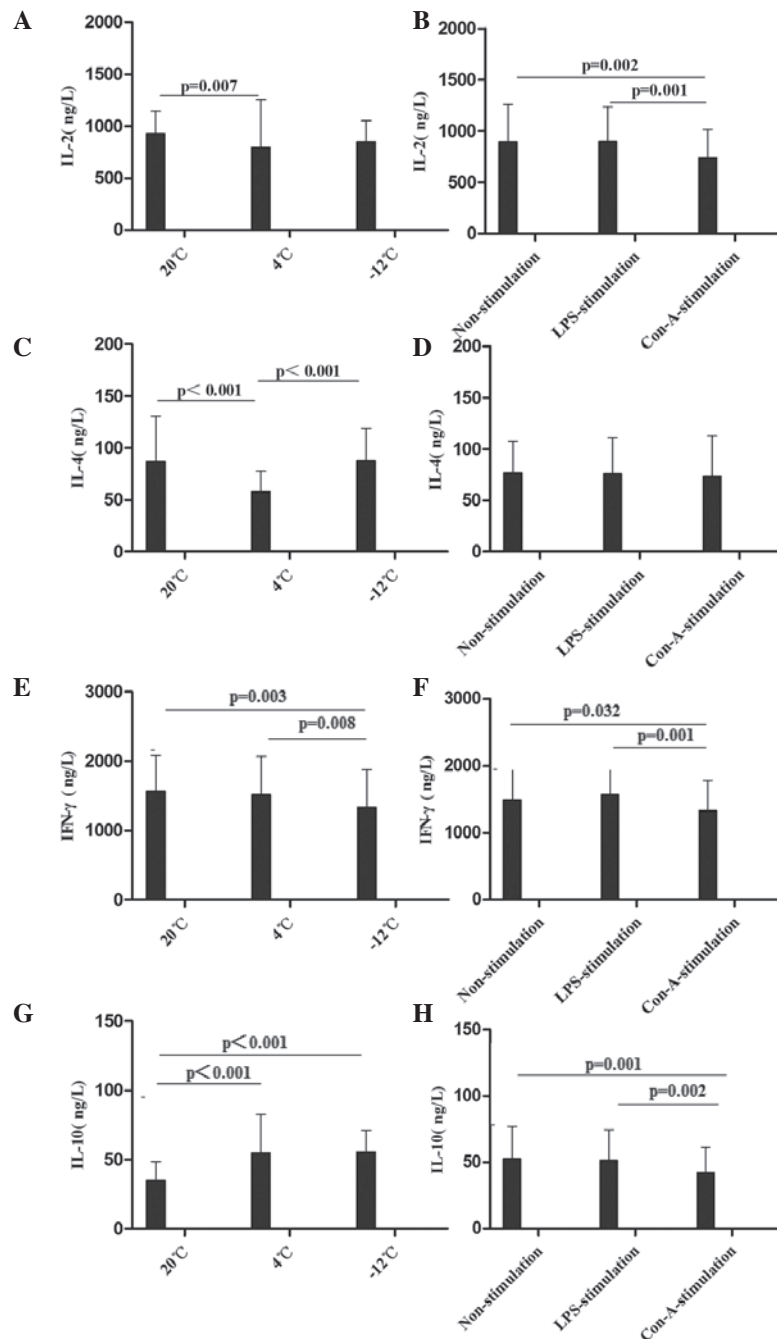 A
2000
1500
1000
500
0
IL-2( ng/L)
p=0.007
20℃
4℃
-12℃
B
2000
1500
1000
500
0
IL-2( ng/L)
p=0.002
p=0.001
Non-stimulation
LPS-stimulation
Con-A-stimulation
C
200
150
100
50
0
IL-4( ng/L)
p< 0.001
p< 0.001
20℃
4℃
-12℃
D
200
150
100
50
0
IL-4( ng/L)
Non-stimulation
LPS-stimulation
Con-A-stimulation
E
3000
2000
1000
0
IFN-γ ( ng/L)
p=0.003
p=0.008
20℃
4℃
-12℃
F
3000
2000
1000
0
IFN-γ ( ng/L)
p=0.032
p=0.001
Non-stimulation
LPS-stimulation
Con-A-stimulation
G
150
100
50
0
IL-10( ng/L)
p<0.001
p<0.001
20℃
4℃
-12℃
H
150
100
50
0
IL-10( ng/L)
p=0.001
p=0.002
Non-stimulation
LPS-stimulation
Con-A-stimulation